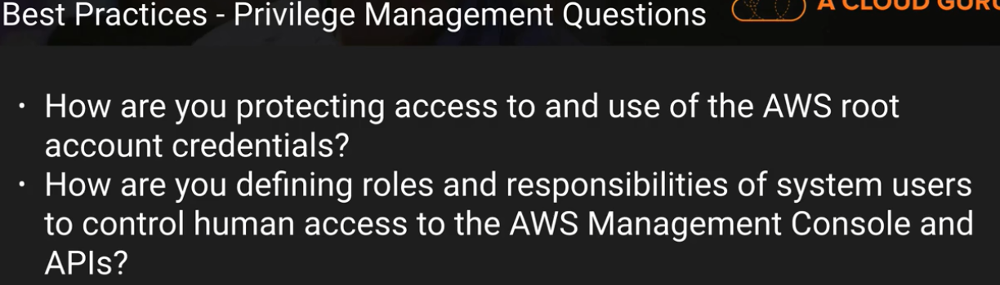 Best Practices - Privilege Management Questions
A CLOUD GURU
• How are you protecting access to and use of the AWS root
account credentials?
• How are you defining roles and responsibilities of system users
to control human access to the AWS Management Console and
APIs?